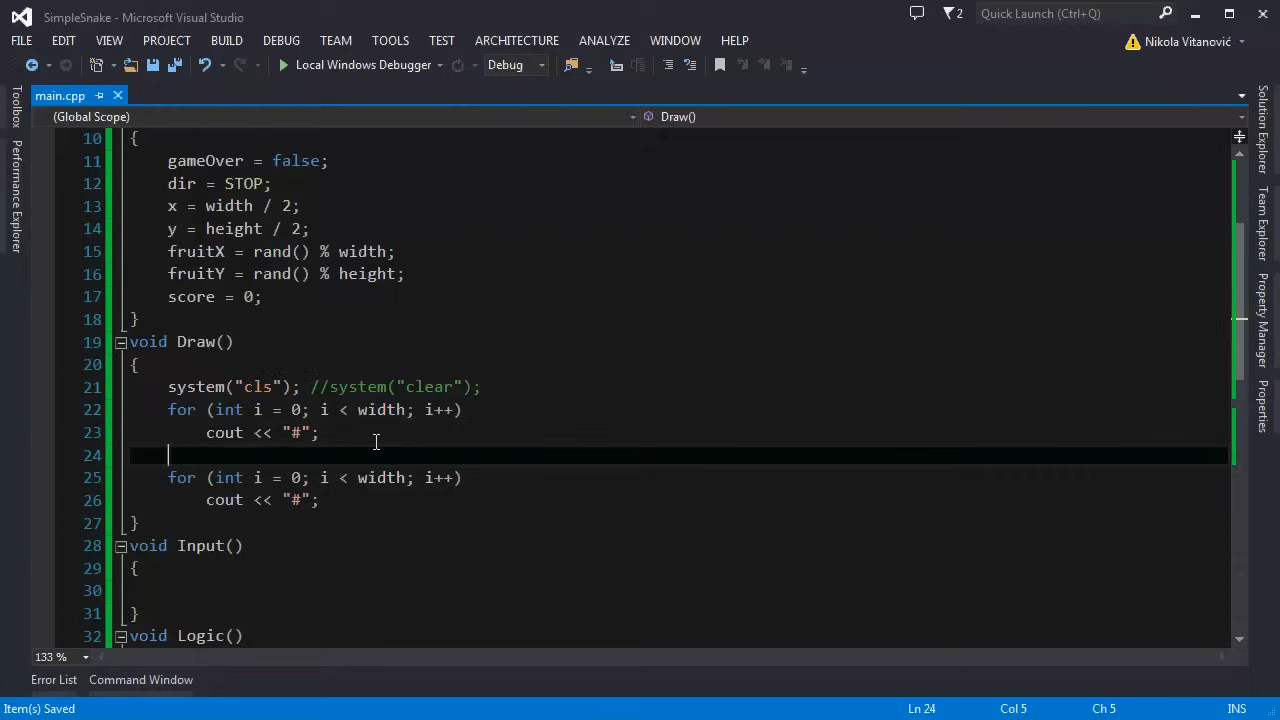 SimpleSnake - Microsoft Visual Studio
2
Quick Launch (Ctrl+Q)
FILE EDIT VIEW PROJECT BUILD DEBUG TEAM TOOLS TEST ARCHITECTURE ANALYZE WINDOW HELP
Nikola Vitanović
Local Windows Debugger
Debug
main.cpp
(Global Scope)
Draw()
10 {
11 gameOver = false;
12 dir = STOP;
13 x = width / 2;
14 y = height / 2;
15 fruitX = rand() % width;
16 fruitY = rand() % height;
17 score = 0;
18 }
19 void Draw()
20 {
21 system("cls"); //system("clear");
22 for (int i = 0; i < width; i++)
23 cout << "#";
24
25 for (int i = 0; i < width; i++)
26 cout << "#";
27 }
28 void Input()
29 {
30
31 }
32 void Logic()
133 %
Toolbox
Performance Explorer
Solution Explorer
Team Explorer
Property Manager
Resource View
Error List Command Window
Item(s) Saved
Ln 24 Col 5 Ch 5 INS